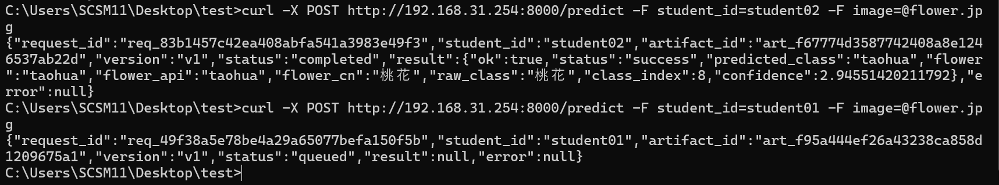 C:\Users\SCSM11\Desktop\test>curl -X POST http://192.168.31.254:8000/predict -F student_id=student02 -F image=@flower.jp
g
{"request_id":"req_83b1457c42ea408abfa541a3983e49f3","student_id":"student02","artifact_id":"art_f67774d3587742408a8e124
6537ab22d","version":"v1","status":"completed","result":{"ok":true,"status":"success","predicted_class":"taohua","flower
":"taohua","flower_api":"taohua","flower_cn":"桃花","raw_class":"桃花","class_index":8,"confidence":2.94551420211792},"e
rror":null}
C:\Users\SCSM11\Desktop\test>curl -X POST http://192.168.31.254:8000/predict -F student_id=student01 -F image=@flower.jp
g
{"request_id":"req_49f38a5e78be4a29a65077befa150f5b","student_id":"student01","artifact_id":"art_f95a444ef26a43238ca858d
1209675a1","version":"v1","status":"queued","result":null,"error":null}
C:\Users\SCSM11\Desktop\test>